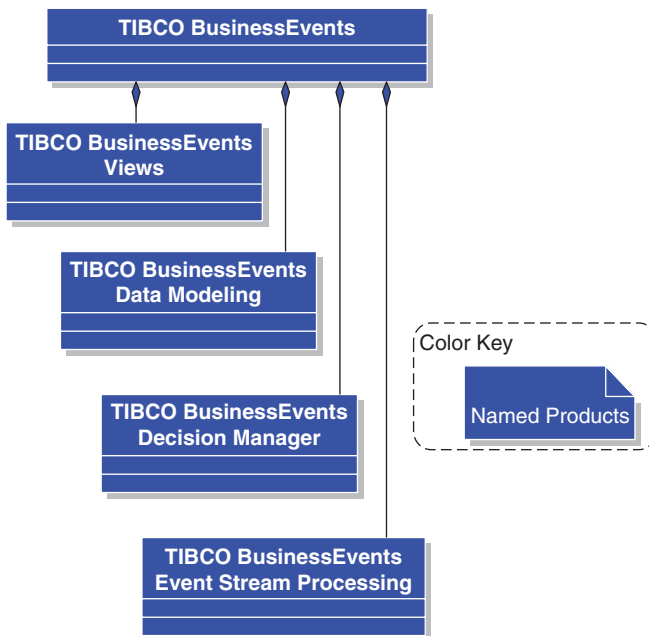 TIBCO BusinessEvents
TIBCO BusinessEvents
Views
TIBCO BusinessEvents
Data Modeling
Color Key
Named Products
TIBCO BusinessEvents
Decision Manager
TIBCO BusinessEvents
Event Stream Processing